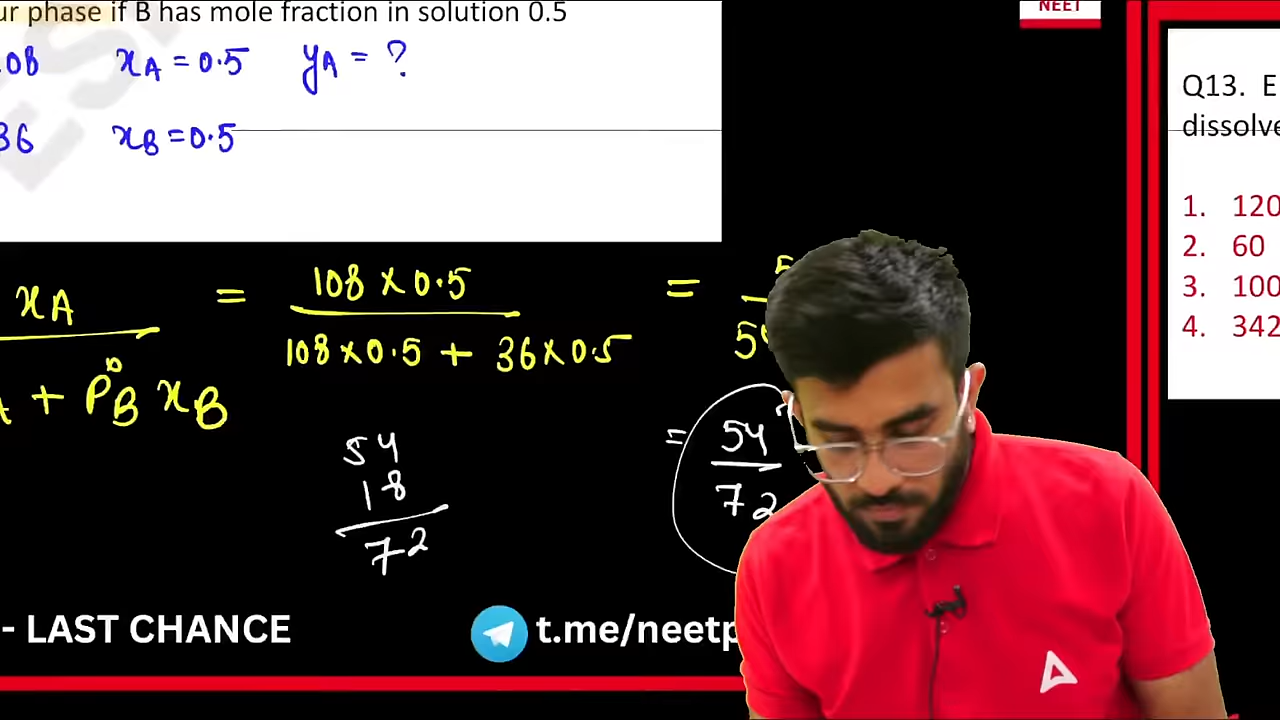 ur phase if B has mole fraction in solution 0.5
08 xA = 0.5 yA = ?
36 xB = 0.5
xA = 108 × 0.5 =
108 × 0.5 + 36 × 0.5
+ P°B xB
= 54
72
54
18
72
- LAST CHANCE
t.me/neetp
NEET
Q13. E
dissolve
1. 120
2. 60
3. 100
4. 342